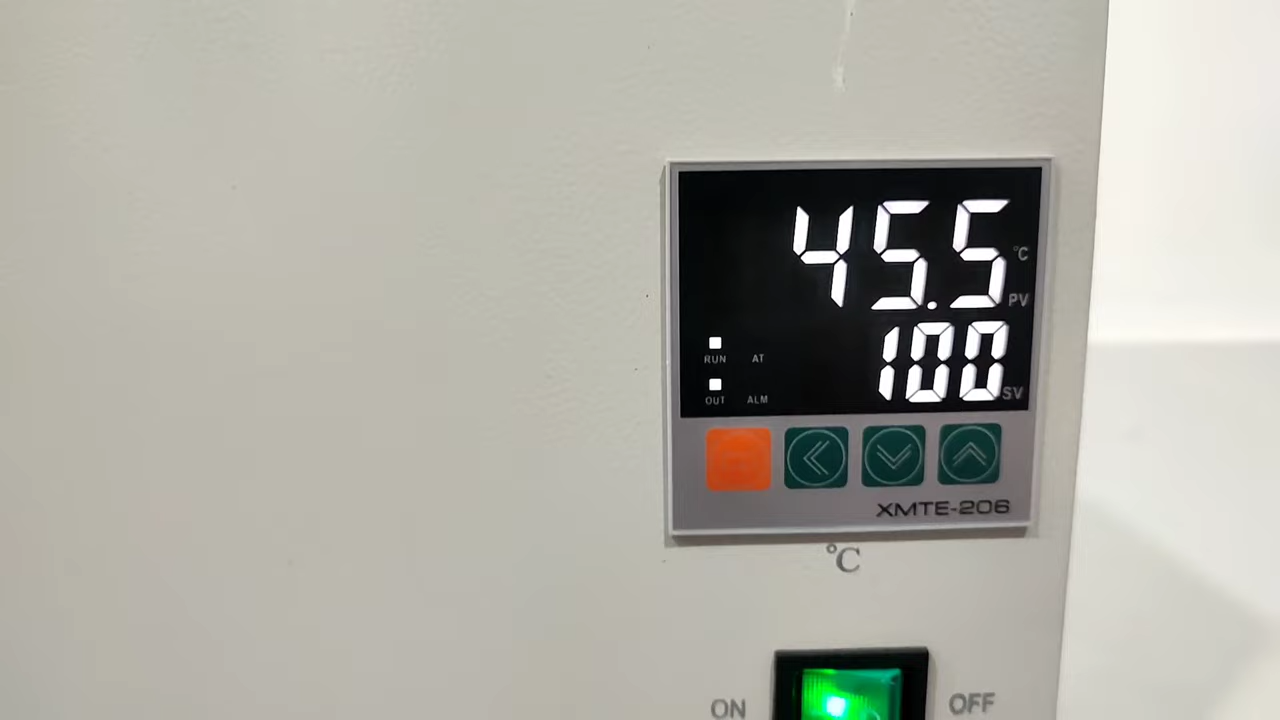 45.5 °C
PV
100
SV
RUN AT
OUT ALM
XMTE-206
°C
ON OFF